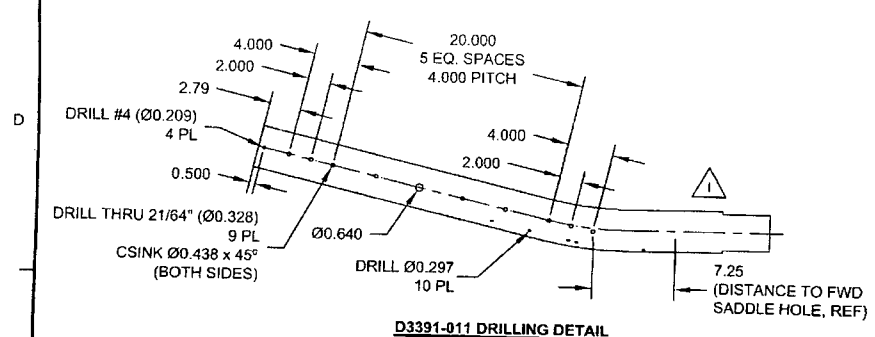 20.000
5 EQ. SPACES
4.000 PITCH
4.000
2.000
2.79
D
DRILL #4 (Ø0.209)
4 PL
4.000
2.000
1
0.500
DRILL THRU 21/64" (Ø0.328)
9 PL
CSINK Ø0.438 x 45º
(BOTH SIDES)
Ø0.640
DRILL Ø0.297
10 PL
7.25
(DISTANCE TO FWD
SADDLE HOLE, REF)
D3391-011 DRILLING DETAIL